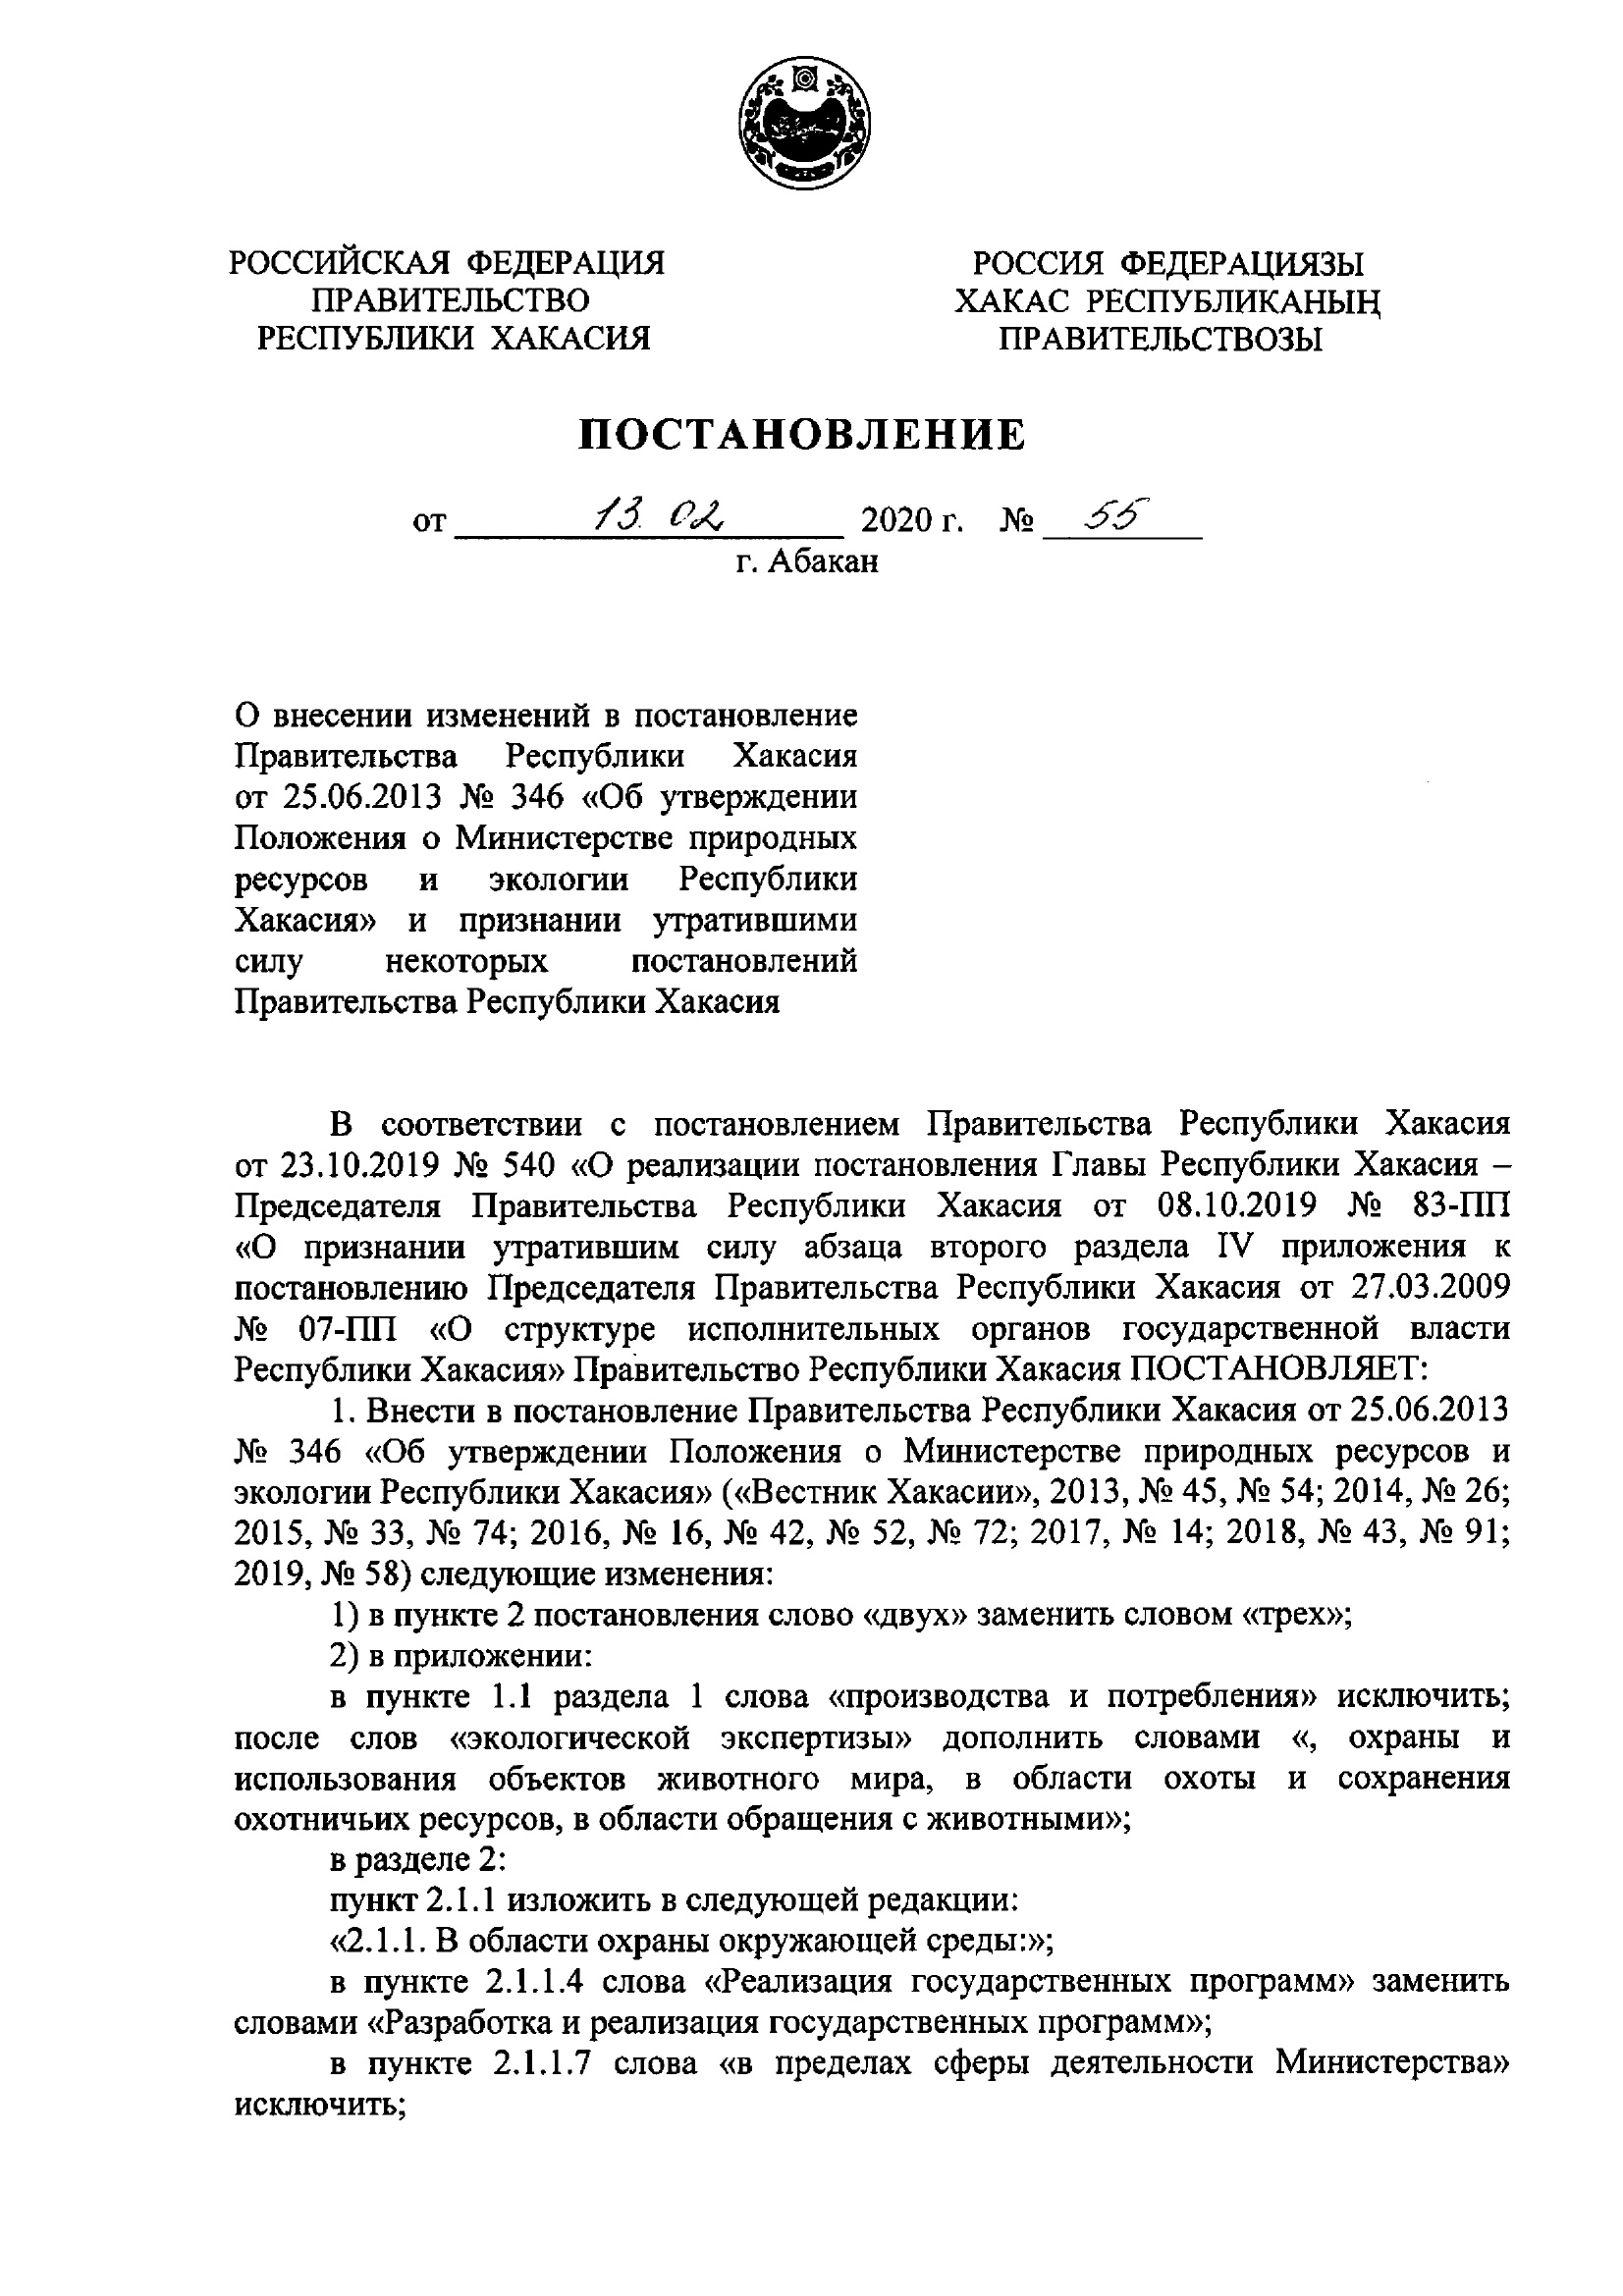 РОССИЙСКАЯ ФЕДЕРАЦИЯ
ПРАВИТЕЛЬСТВО
РЕСПУБЛИКИ ХАКАСИЯ
РОССИЯ ФЕДЕРАЦИЯЗЫ
ХАКАС РЕСПУБЛИКАНЫҢ
ПРАВИТЕЛЬСТВОЗЫ
ПОСТАНОВЛЕНИЕ
от 13.02 2020 г. № 55
г. Абакан
О внесении изменений в постановление
Правительства Республики Хакасия
от 25.06.2013 № 346 «Об утверждении
Положения о Министерстве природных
ресурсов и экологии Республики
Хакасия» и признании утратившими
силу некоторых постановлений
Правительства Республики Хакасия
В соответствии с постановлением Правительства Республики Хакасия
от 23.10.2019 № 540 «О реализации постановления Главы Республики Хакасия –
Председателя Правительства Республики Хакасия от 08.10.2019 № 83-ПП
«О признании утратившим силу абзаца второго раздела IV приложения к
постановлению Председателя Правительства Республики Хакасия от 27.03.2009
№ 07-ПП «О структуре исполнительных органов государственной власти
Республики Хакасия» Правительство Республики Хакасия ПОСТАНОВЛЯЕТ:
1. Внести в постановление Правительства Республики Хакасия от 25.06.2013
№ 346 «Об утверждении Положения о Министерстве природных ресурсов и
экологии Республики Хакасия» («Вестник Хакасии», 2013, № 45, № 54; 2014, № 26;
2015, № 33, № 74; 2016, № 16, № 42, № 52, № 72; 2017, № 14; 2018, № 43, № 91;
2019, № 58) следующие изменения:
1) в пункте 2 постановления слово «двух» заменить словом «трех»;
2) в приложении:
в пункте 1.1 раздела 1 слова «производства и потребления» исключить;
после слов «экологической экспертизы» дополнить словами «, охраны и
использования объектов животного мира, в области охоты и сохранения
охотничьих ресурсов, в области обращения с животными»;
в разделе 2:
пункт 2.1.1 изложить в следующей редакции:
«2.1.1. В области охраны окружающей среды:»;
в пункте 2.1.1.4 слова «Реализация государственных программ» заменить
словами «Разработка и реализация государственных программ»;
в пункте 2.1.1.7 слова «в пределах сферы деятельности Министерства»
исключить;